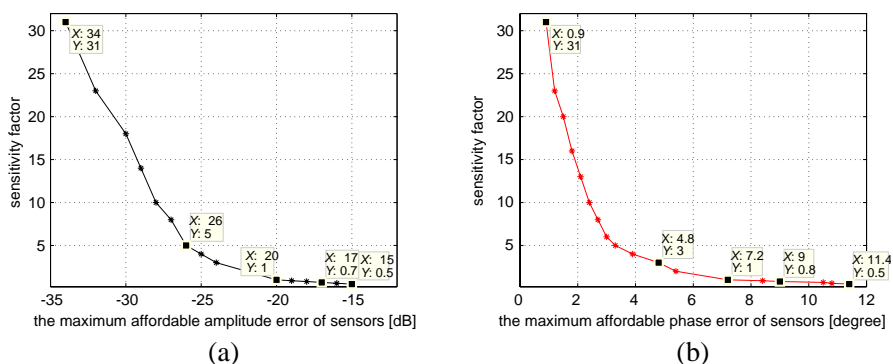 30
25
20
15
10
5
-35
-30
-25
-20
-15
-10
sensitivity factor
X: 34
Y: 31
X: 26
Y: 5
X: 20
Y: 1
X: 17
Y: 0.7
X: 15
Y: 0.5
the maximum affordable amplitude error of sensors [dB]
(a)
30
25
20
15
10
5
0
2
4
6
8
10
12
sensitivity factor
X: 0.9
Y: 31
X: 4.8
Y: 3
X: 7.2
Y: 1
X: 9
Y: 0.8
X: 11.4
Y: 0.5
the maximum affordable phase error of sensors [degree]
(b)